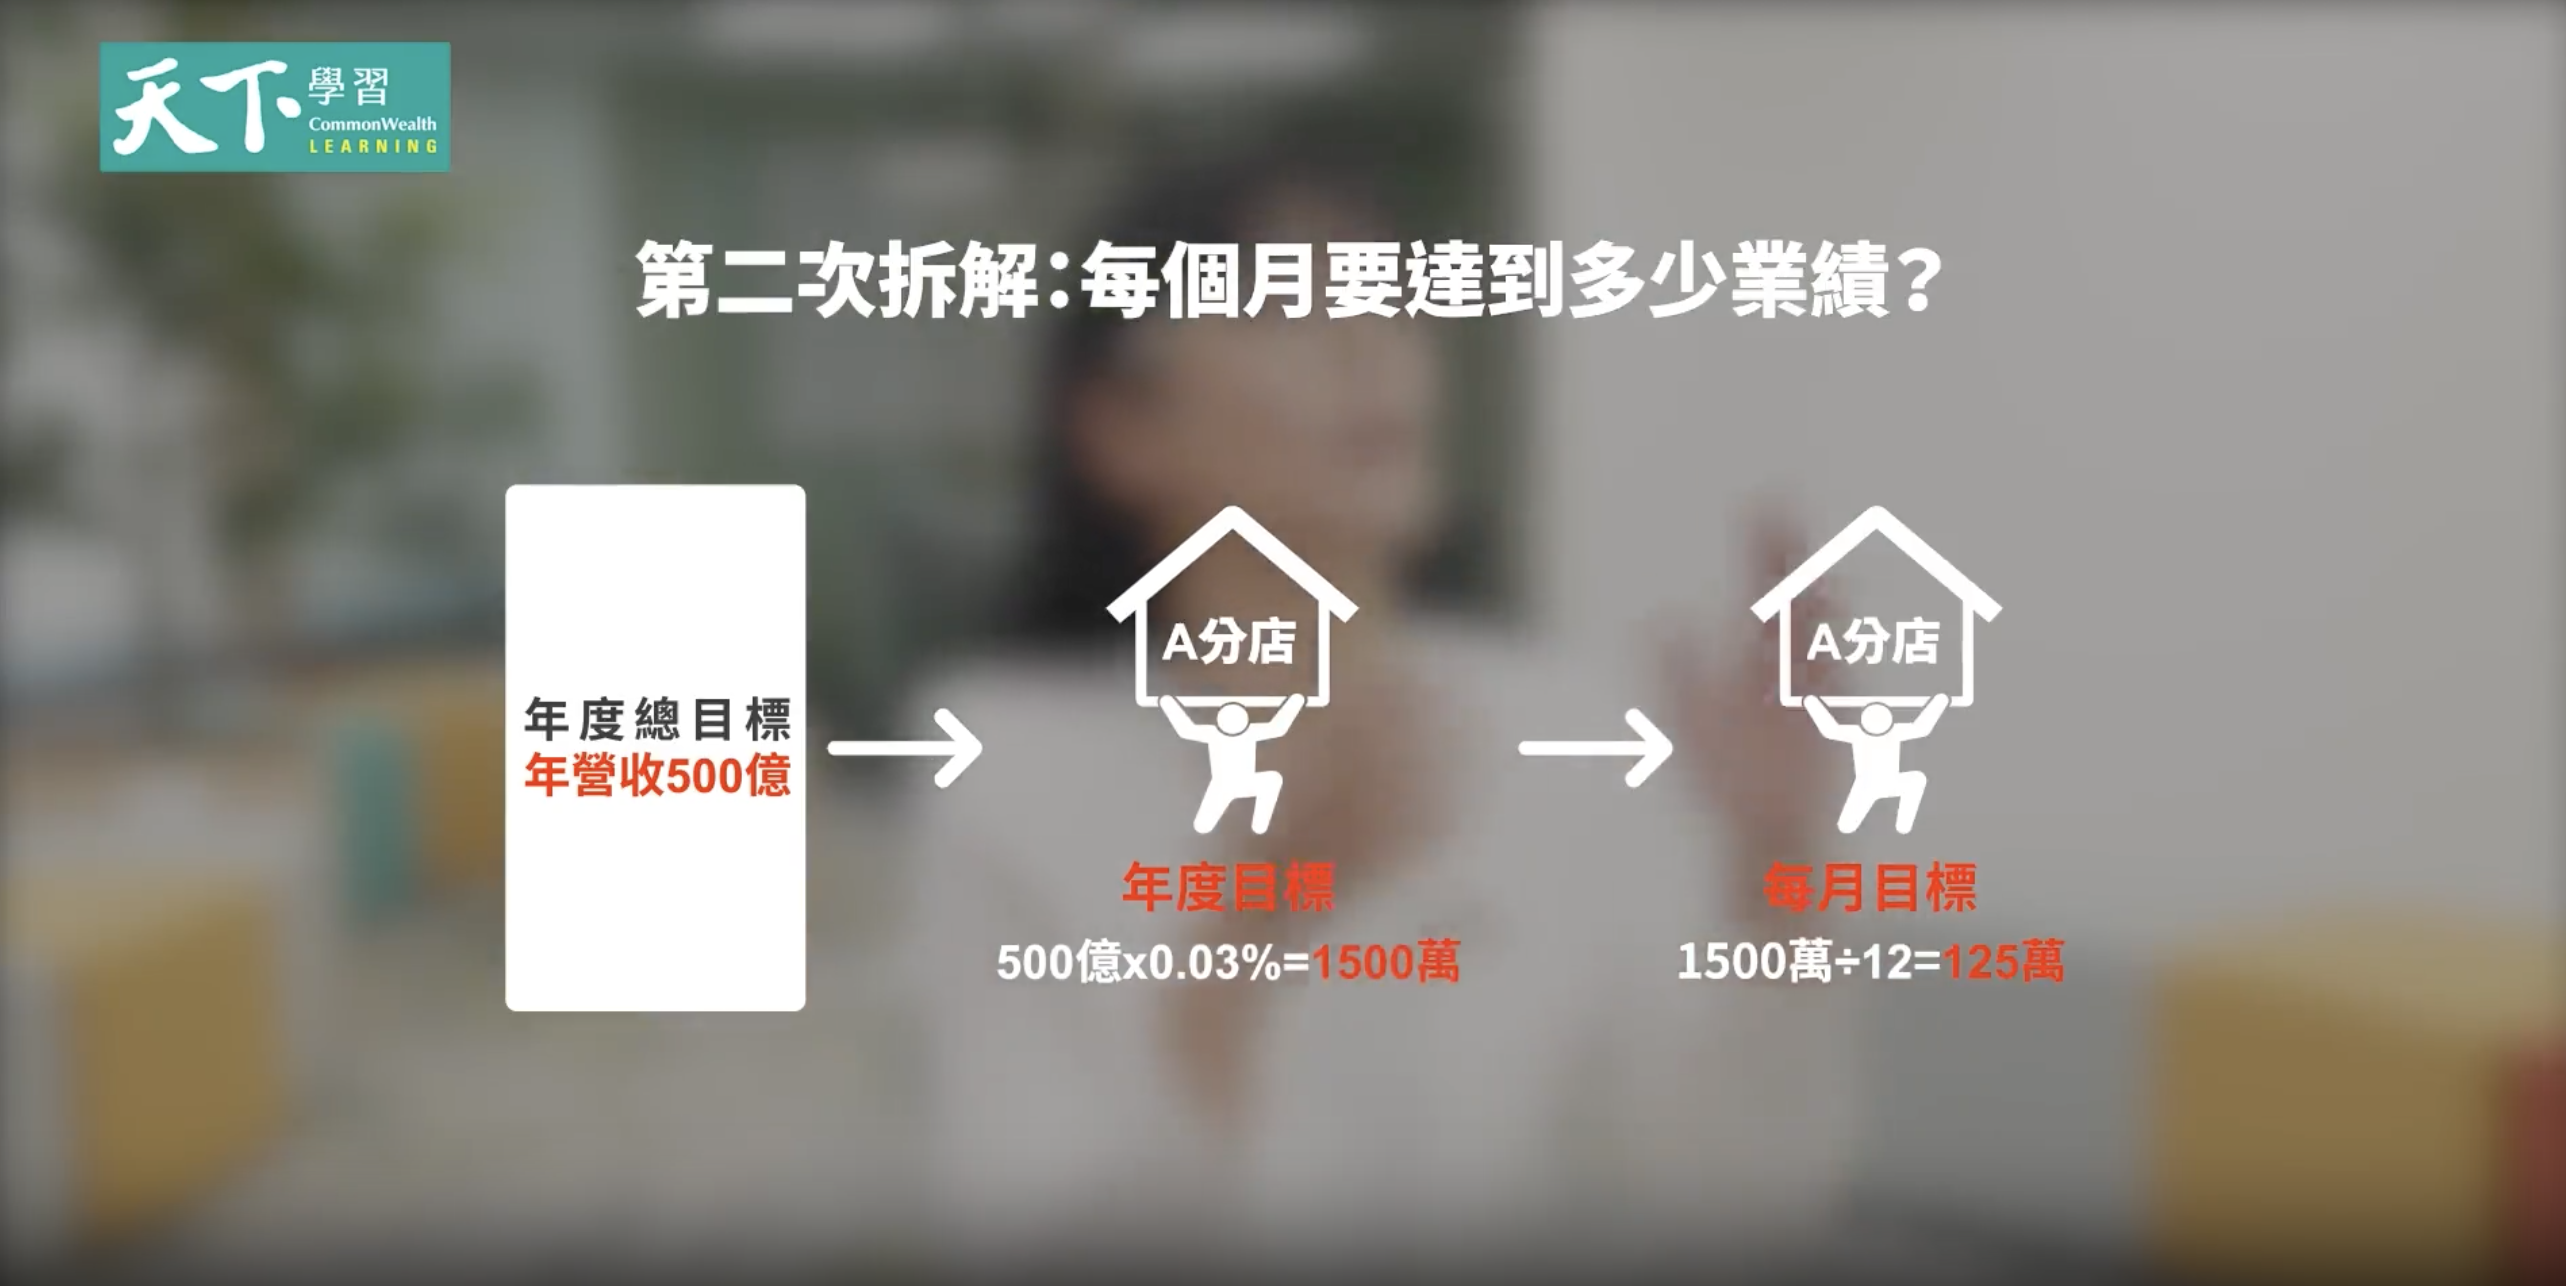 天下學習
CommonWealth
LEARNING
第二次拆解：每個月要達到多少業績？
年度總目標
年營收500億
A分店
年度目標
500億x0.03%=1500萬
A分店
每月目標
1500萬÷12=125萬